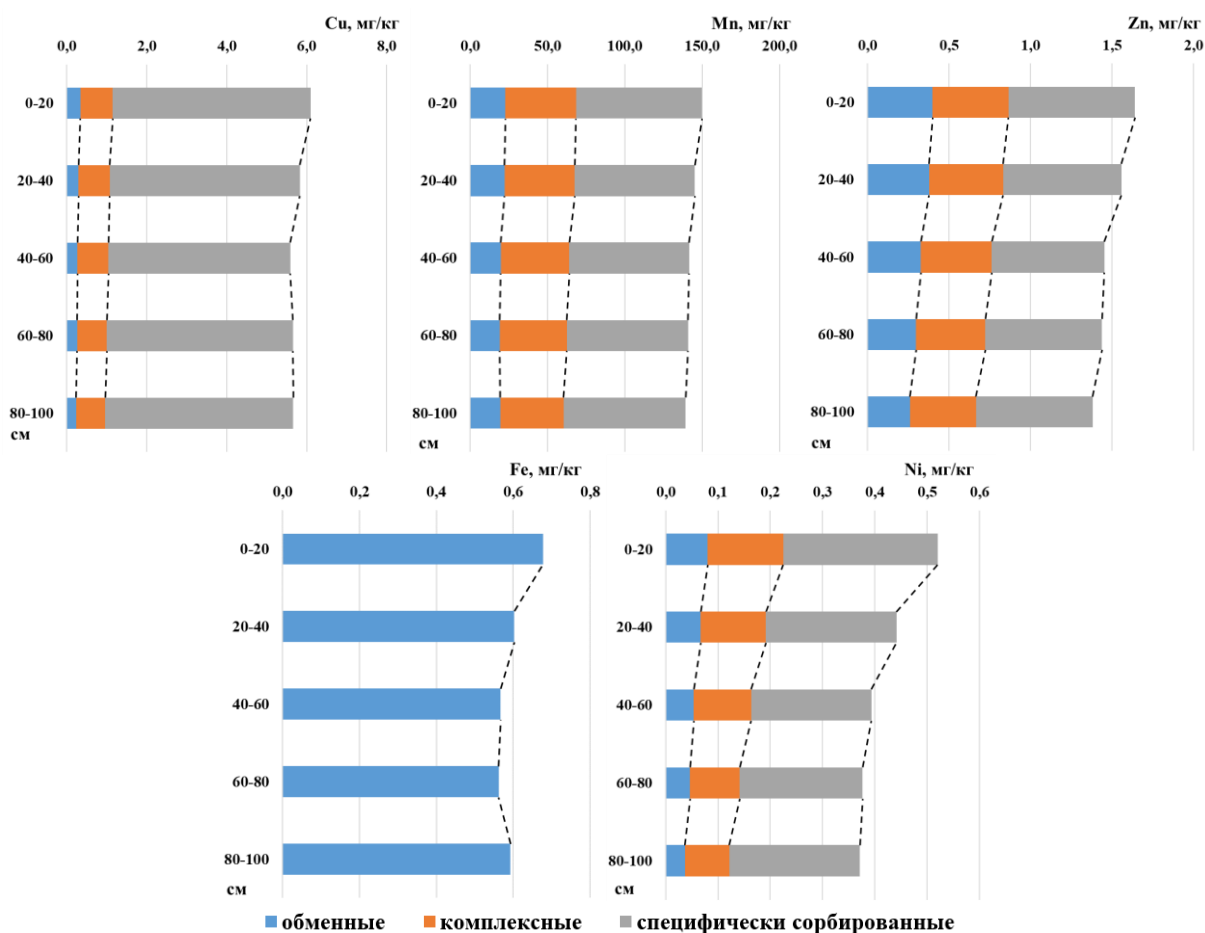 Cu, мг/кг
0,0 2,0 4,0 6,0 8,0
0-20
20-40
40-60
60-80
80-100
см
Mn, мг/кг
0,0 50,0 100,0 150,0 200,0
0-20
20-40
40-60
60-80
80-100
см
Zn, мг/кг
0,0 0,5 1,0 1,5 2,0
0-20
20-40
40-60
60-80
80-100
см
Fe, мг/кг
0,0 0,2 0,4 0,6 0,8
0-20
20-40
40-60
60-80
80-100
см
Ni, мг/кг
0,0 0,1 0,2 0,3 0,4 0,5 0,6
0-20
20-40
40-60
60-80
80-100
см
обменные комплексные специфически сорбированные